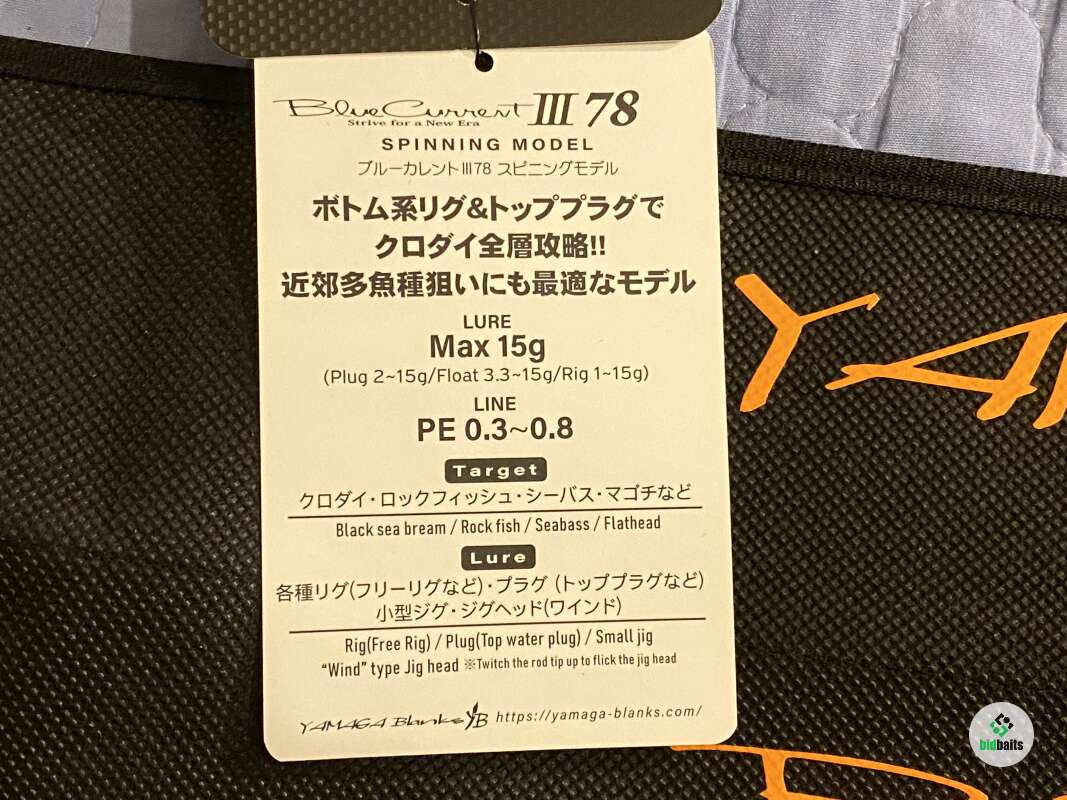 Blue Current III 78
Strive for a New Era
SPINNING MODEL
ブルーカレントIII78 スピニングモデル
ボトム系リグ&トッププラグで
クロダイ全層攻略!!
近郊多魚種狙いにも最適なモデル
LURE
Max 15g
(Plug 2~15g/Float 3.3~15g/Rig 1~15g)
LINE
PE 0.3~0.8
Target
クロダイ・ロックフィッシュ・シーバス・マゴチなど
Black sea bream / Rock fish / Seabass / Flathead
Lure
各種リグ(フリーリグなど)・プラグ (トッププラグなど)
小型ジグ・ジグヘッド(ワインド)
Rig(Free Rig) / Plug(Top water plug) / Small jig
"Wind" type Jig head ※Twitch the rod tip up to flick the jig head
YAMAGA Blanks YB https://yamaga-blanks.com/
YA
bidbaits